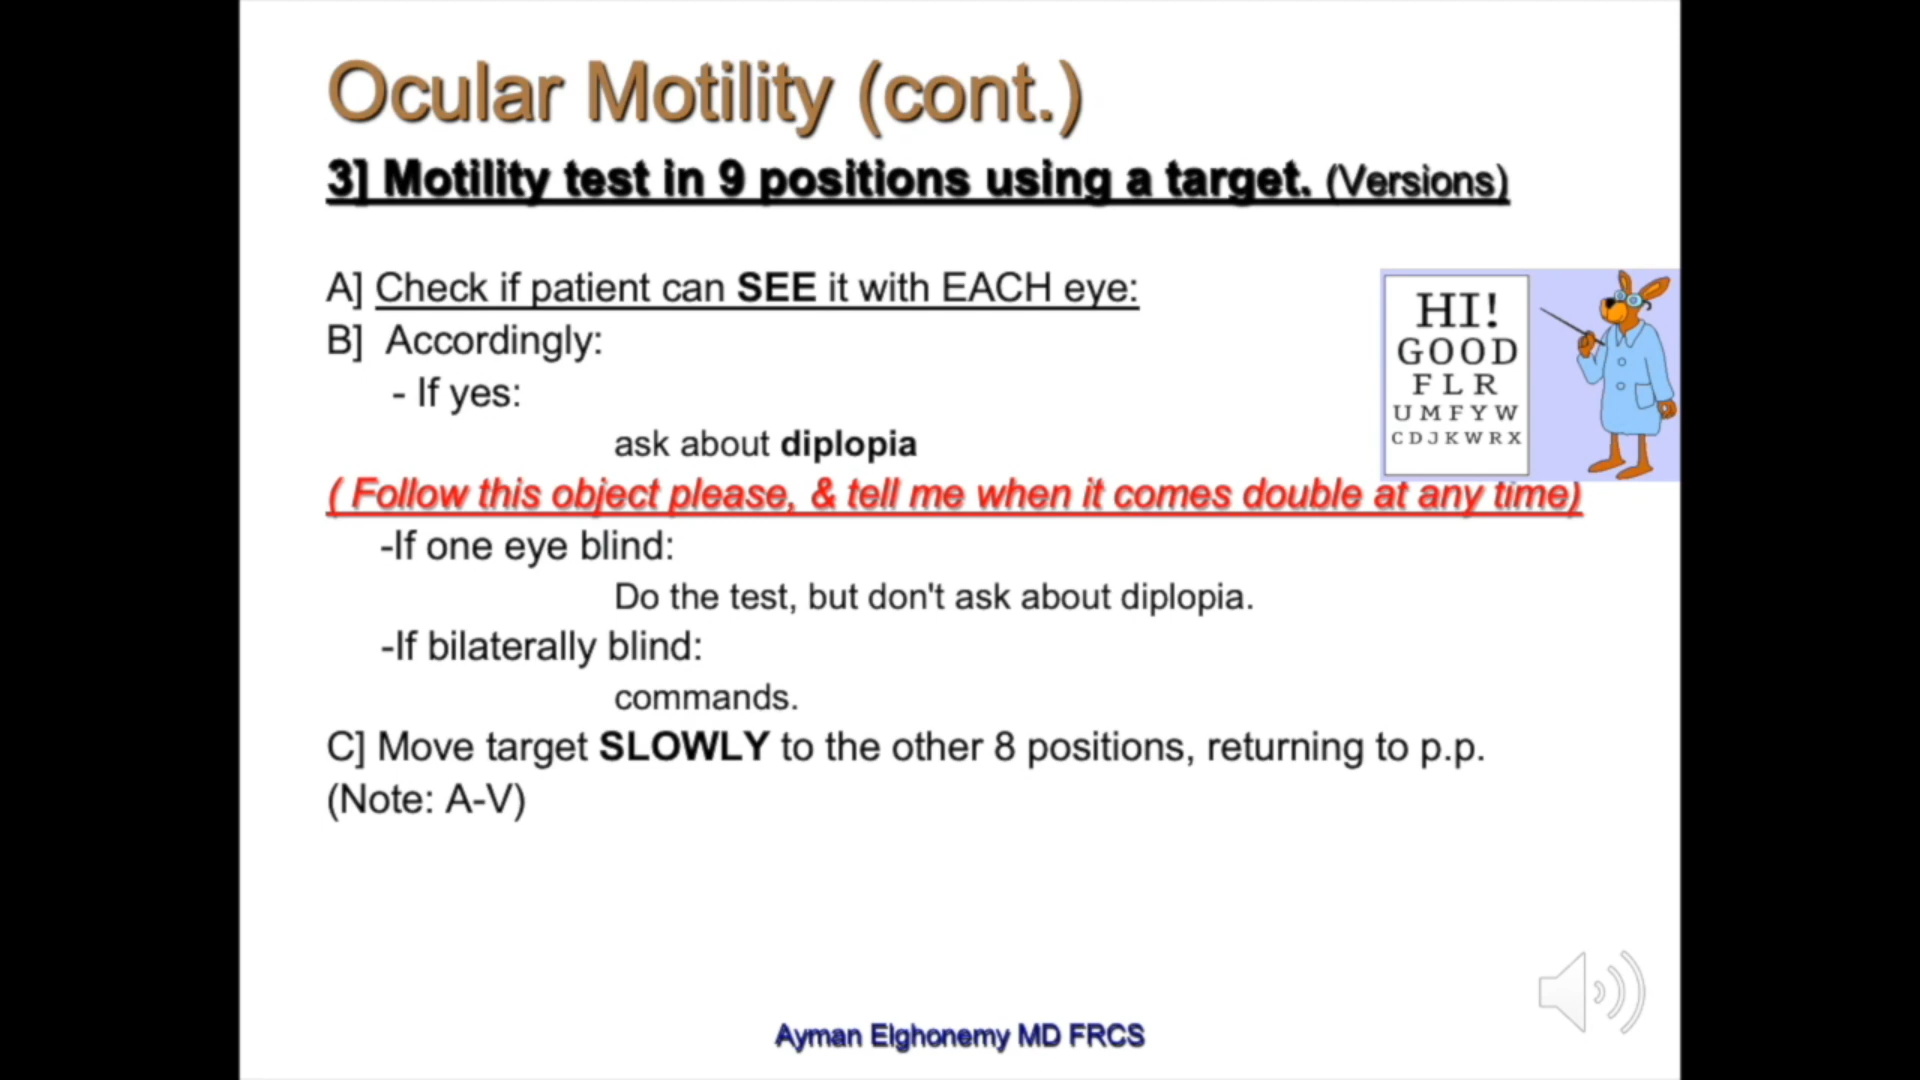 Ocular Motility (cont.)
3] Motility test in 9 positions using a target. (Versions)
A] Check if patient can SEE it with EACH eye:
B] Accordingly:
- If yes:
ask about diplopia
( Follow this object please, & tell me when it comes double at any time)
-If one eye blind:
Do the test, but don't ask about diplopia.
-If bilaterally blind:
commands.
C] Move target SLOWLY to the other 8 positions, returning to p.p.
(Note: A-V)
HI!
GOOD
FLR
UMFYW
CDJKWRX
Ayman Elghonemy MD FRCS